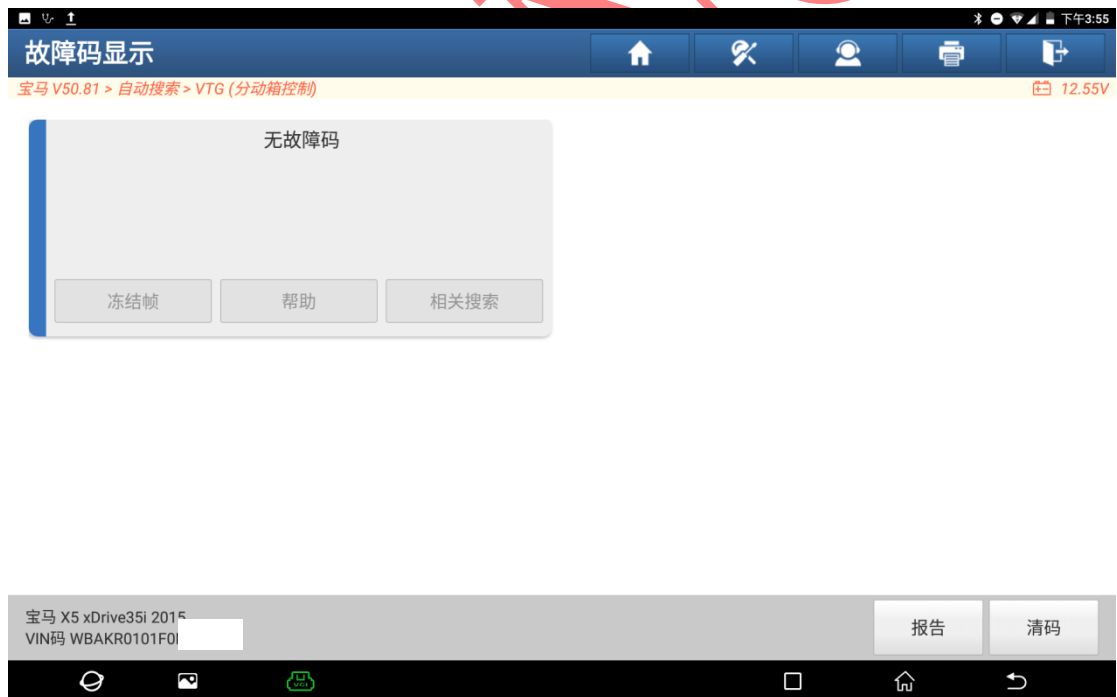 下午3:55
故障码显示
宝马 V50.81 > 自动搜索 > VTG (分动箱控制)
12.55V
无故障码
冻结帧
帮助
相关搜索
宝马 X5 xDrive35i 2015
VIN码 WBAKR0101F0
报告
清码
VCI